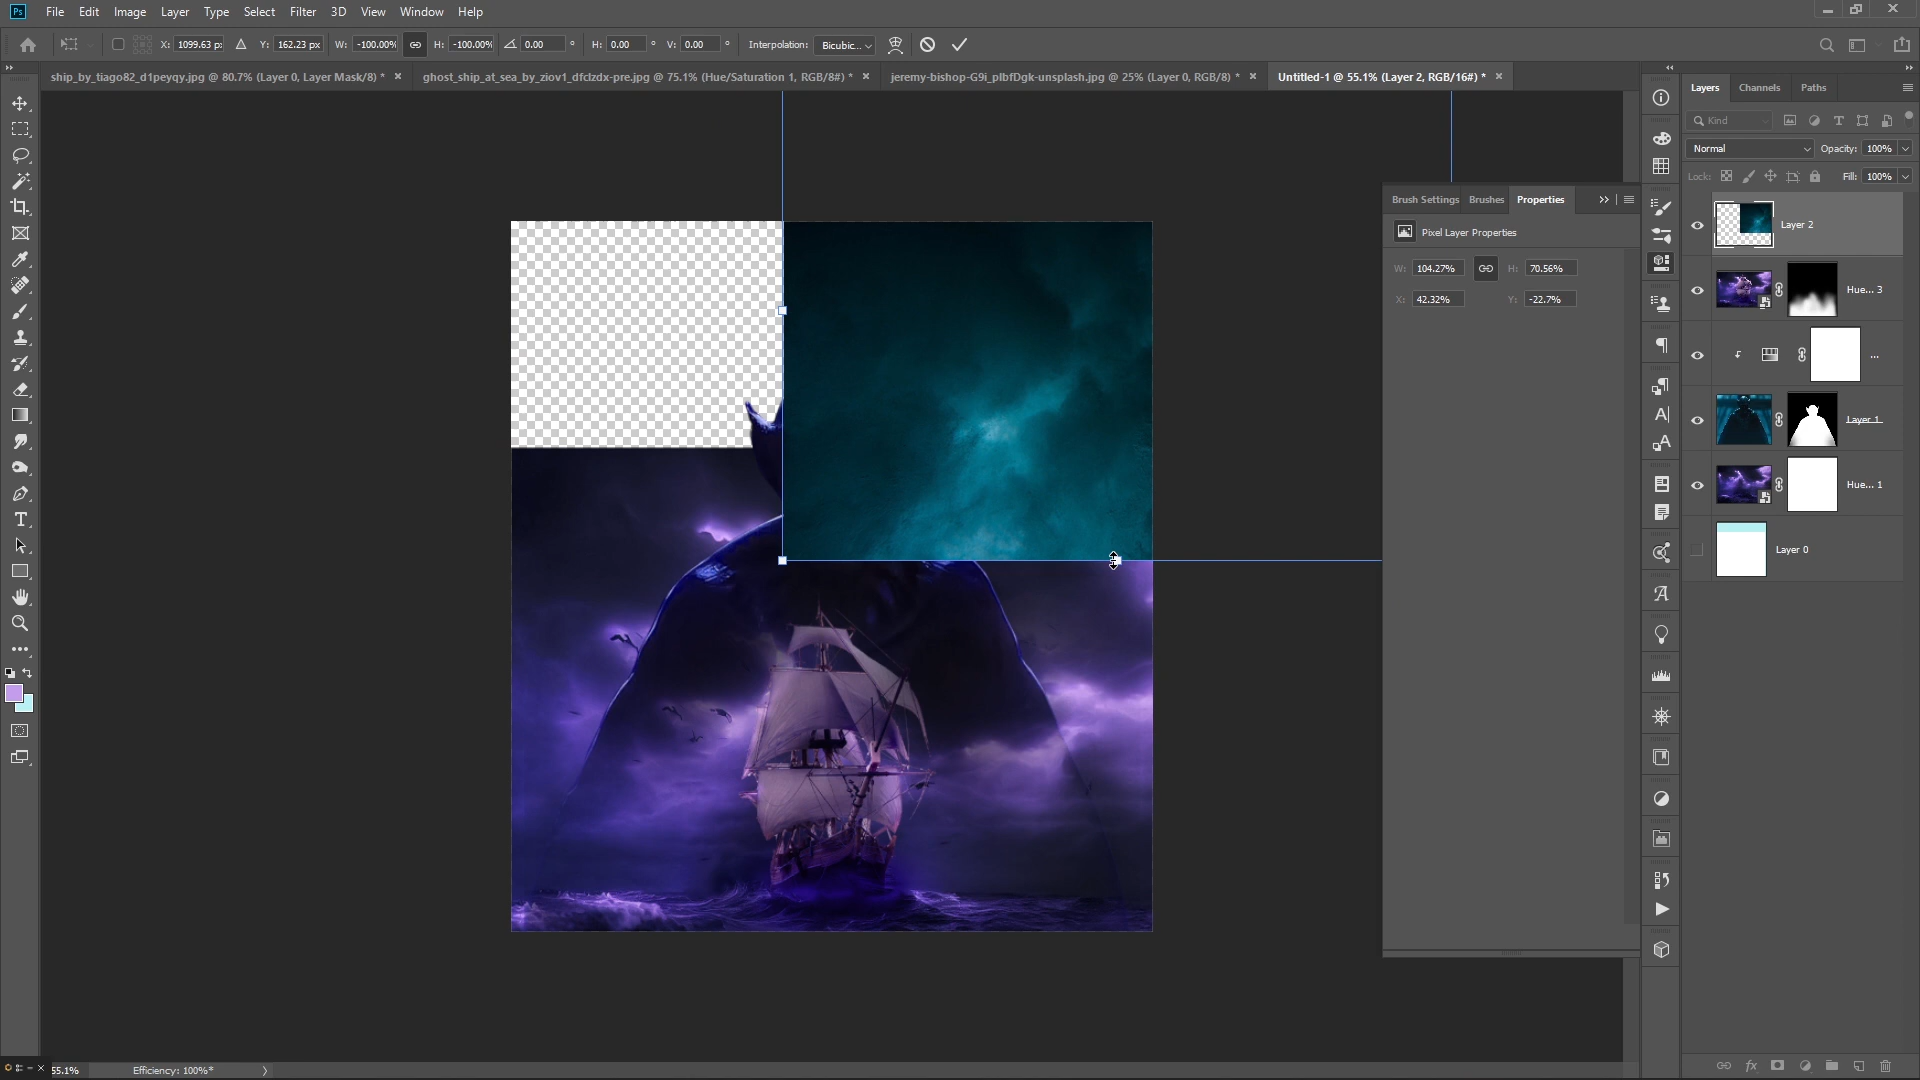 Ps File Edit Image Layer Type Select Filter 3D View Window Help
X: 1099.63 p Y: 162.23 px W: -100.00% H: -100.00% 0.00 ° H: 0.00 ° V: 0.00 ° Interpolation: Bicubic...
ship_by_tiago82_d1peyqy.jpg @ 80.7% (Layer 0, Layer Mask/8) * × ghost_ship_at_sea_by_ziov1_dfclzdx-pre.jpg @ 75.1% (Hue/Saturation 1, RGB/8#) * × jeremy-bishop-G9i_plbfDgk-unsplash.jpg @ 25% (Layer 0, RGB/8) * × Untitled-1 @ 55.1% (Layer 2, RGB/16#) * ×
Layers Channels Paths
Kind
Normal Opacity: 100%
Lock: Fill: 100%
Brush Settings Brushes Properties
Pixel Layer Properties
W: 104.27% H: 70.56%
X: 42.32% Y: -22.7%
Layer 2
Hue... 3
...
Layer 1
Hue... 1
Layer 0
55.1% Efficiency: 100%*